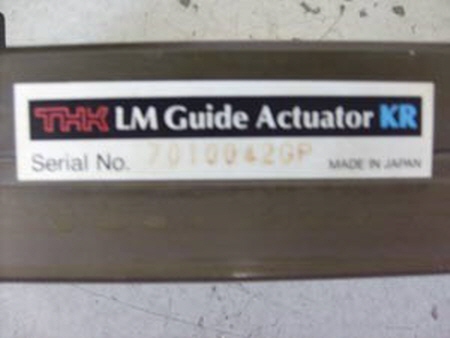 THK LM Guide Actuator KR
Serial No. 7010042GP MADE IN JAPAN